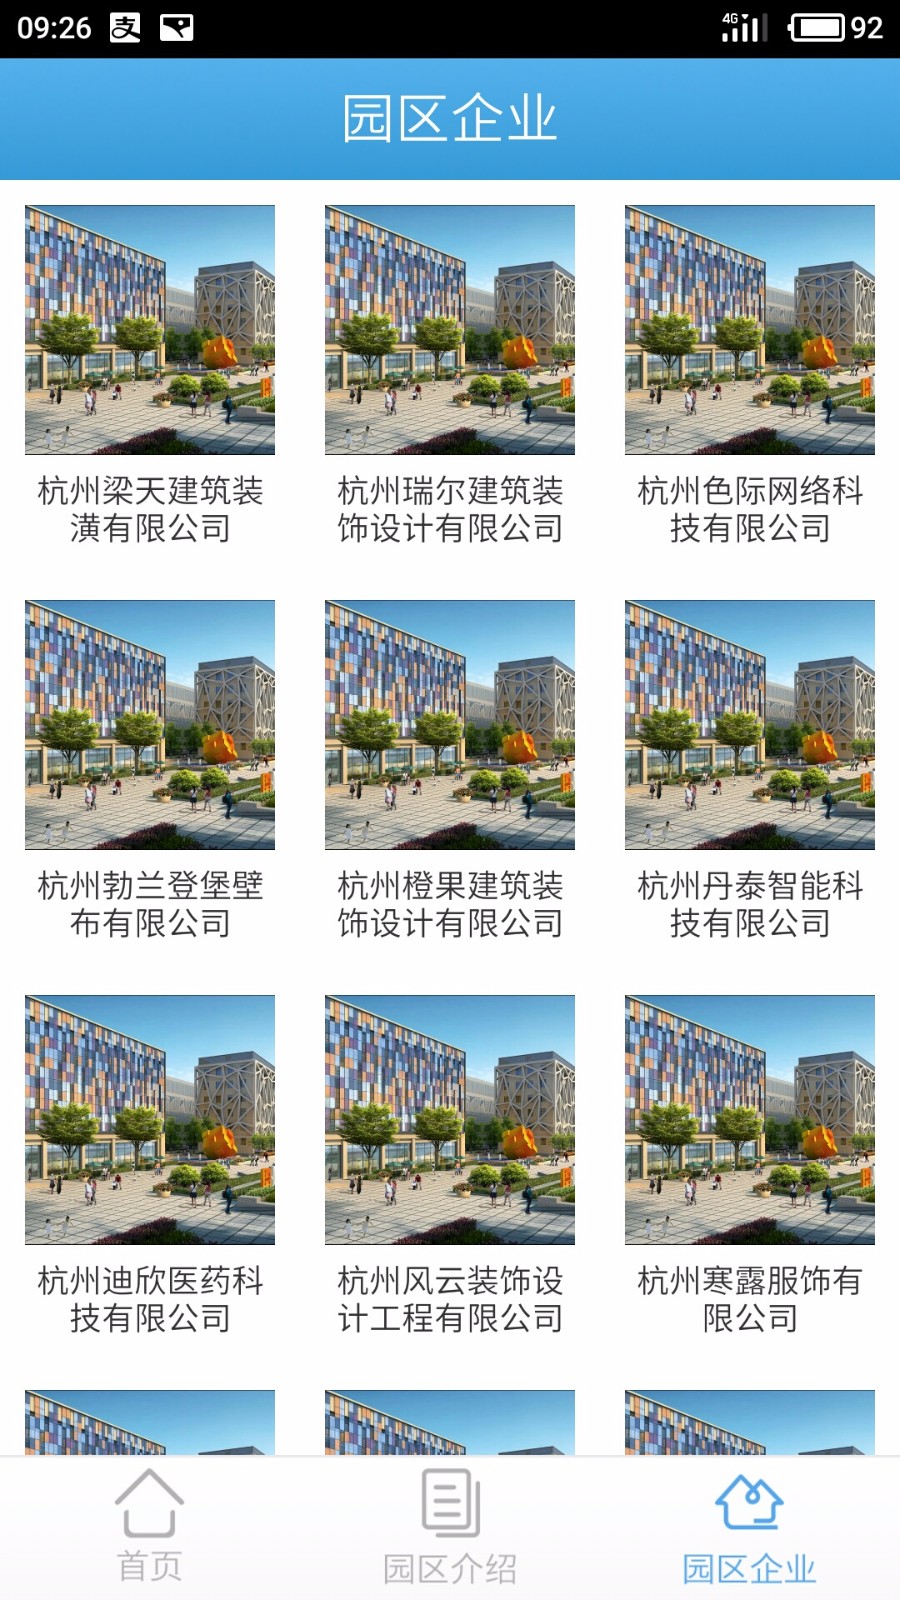 09:26 支 4G 92
园区企业
杭州梁天建筑装
潢有限公司
杭州瑞尔建筑装
饰设计有限公司
杭州色际网络科
技有限公司
杭州勃兰登堡壁
布有限公司
杭州橙果建筑装
饰设计有限公司
杭州丹泰智能科
技有限公司
杭州迪欣医药科
技有限公司
杭州风云装饰设
计工程有限公司
杭州寒露服饰有
限公司
首页
园区介绍
园区企业